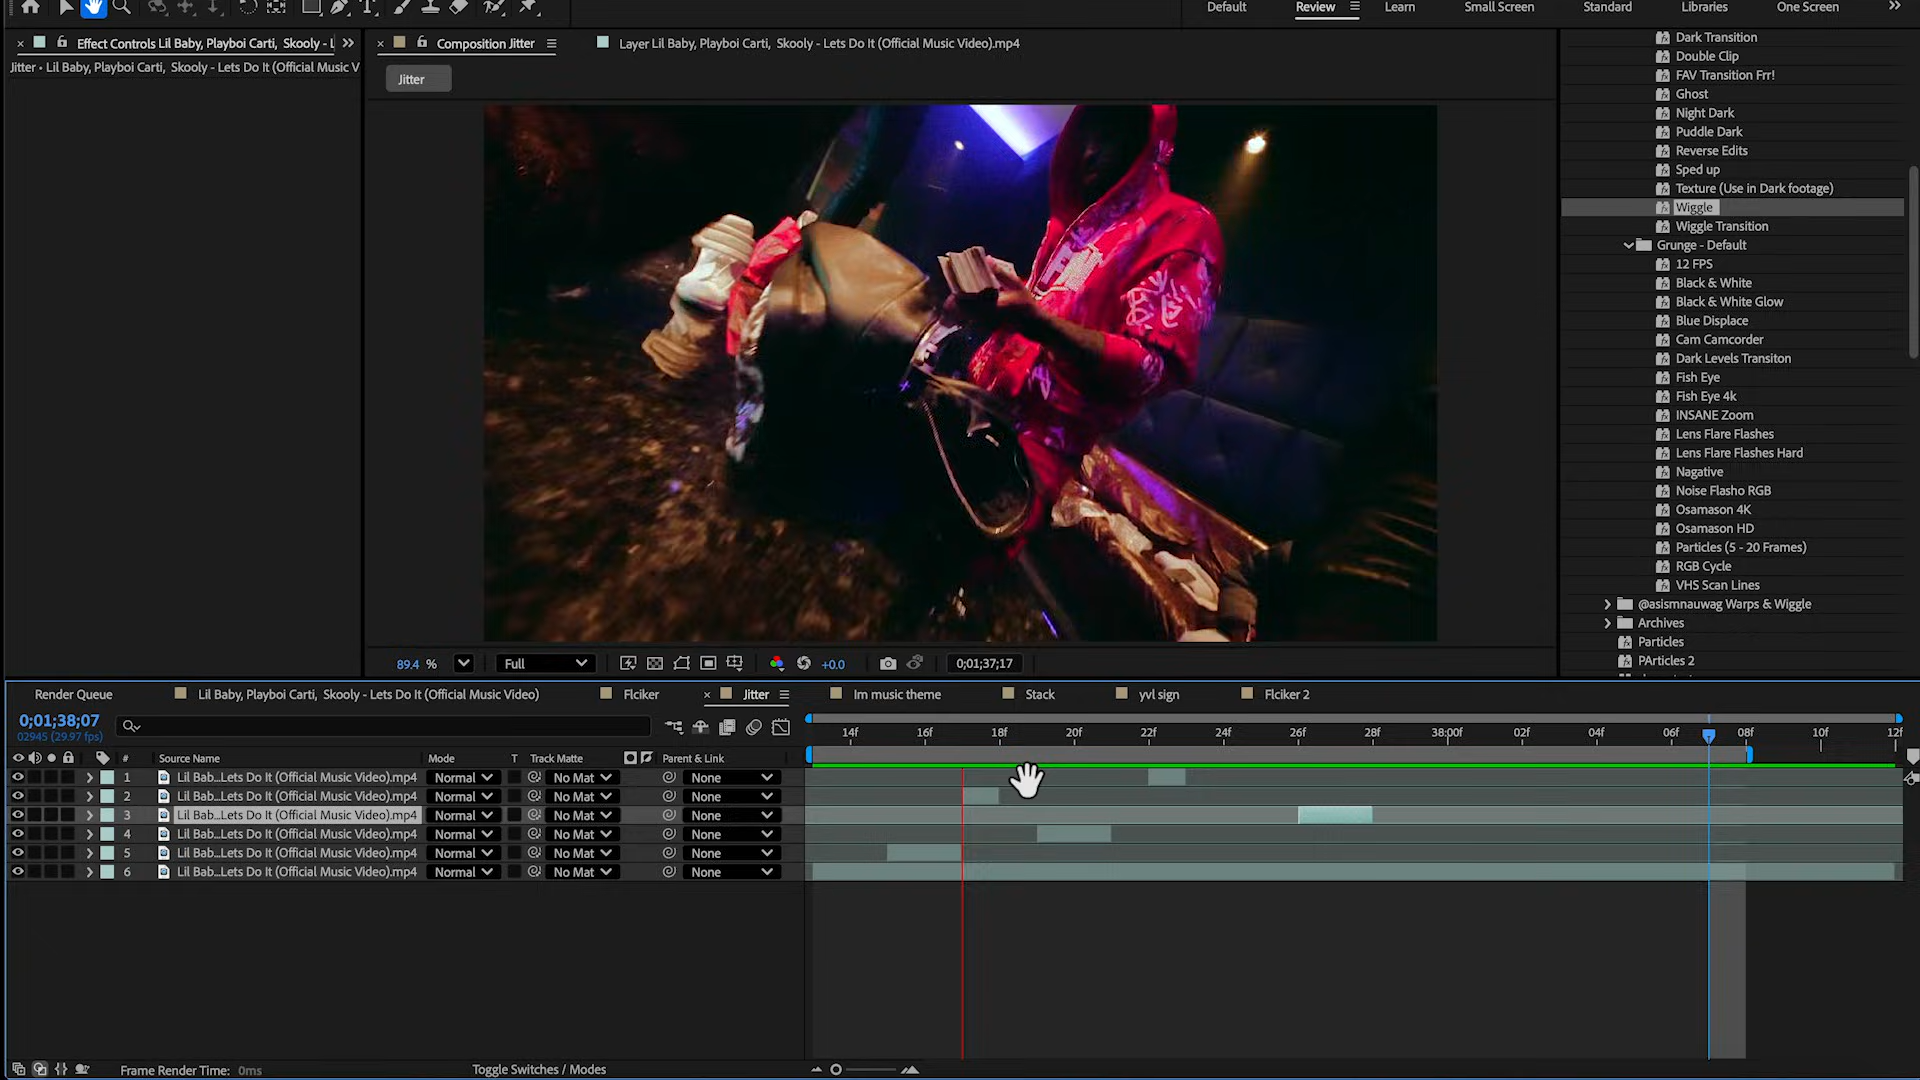 Default
Review
Learn
Small Screen
Standard
Libraries
One Screen
Effect Controls Lil Baby, Playboi Carti, Skooly - L
Composition Jitter
Layer Lil Baby, Playboi Carti, Skooly - Lets Do It (Official Music Video).mp4
Jitter • Lil Baby, Playboi Carti, Skooly - Lets Do It (Official Music V
Jitter
Dark Transition
Double Clip
FAV Transition Frr!
Ghost
Night Dark
Puddle Dark
Reverse Edits
Sped up
Texture (Use in Dark footage)
Wiggle
Wiggle Transition
Grunge - Default
12 FPS
Black & White
Black & White Glow
Blue Displace
Cam Camcorder
Dark Levels Transiton
Fish Eye
Fish Eye 4k
INSANE Zoom
Lens Flare Flashes
Lens Flare Flashes Hard
Nagative
Noise Flasho RGB
Osamason 4K
Osamason HD
Particles (5 - 20 Frames)
RGB Cycle
VHS Scan Lines
@asismnauwag Warps & Wiggle
Archives
Particles
PArticles 2
89.4 %
Full
+0.0
0;01;37;17
Render Queue
Lil Baby, Playboi Carti, Skooly - Lets Do It (Official Music Video)
Flciker
Jitter
Im music theme
Stack
yvl sign
Flciker 2
0;01;38;07
02945 (29.97 fps)
14f 16f 18f 20f 22f 24f 26f 28f 38:00f 02f 04f 06f 08f 10f 12f
# Source Name Mode T Track Matte Parent & Link
1 Lil Bab...Lets Do It (Official Music Video).mp4 Normal No Mat None
2 Lil Bab...Lets Do It (Official Music Video).mp4 Normal No Mat None
3 Lil Bab...Lets Do It (Official Music Video).mp4 Normal No Mat None
4 Lil Bab...Lets Do It (Official Music Video).mp4 Normal No Mat None
5 Lil Bab...Lets Do It (Official Music Video).mp4 Normal No Mat None
6 Lil Bab...Lets Do It (Official Music Video).mp4 Normal No Mat None
Frame Render Time: 0ms
Toggle Switches / Modes